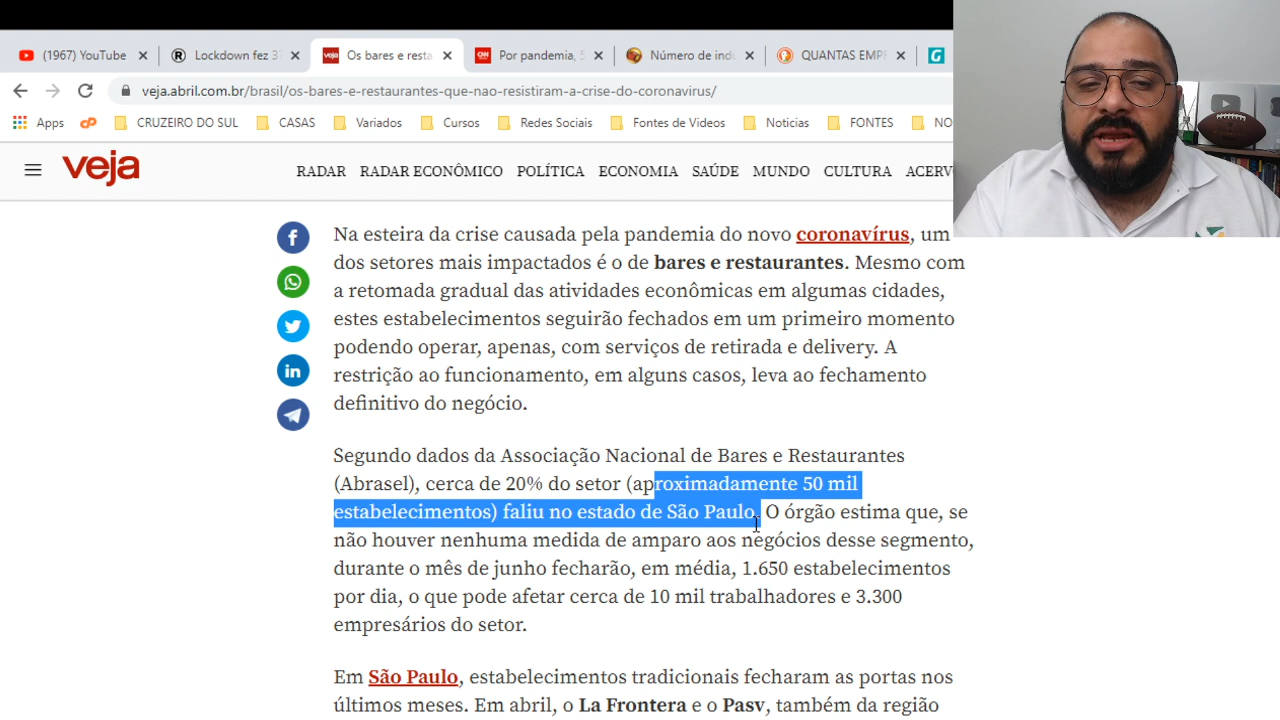 (1967) YouTube
Lockdown fez 3
Os bares e resta
Por pandemia, 5
Número de indu
QUANTAS EMPR
veja.abril.com.br/brasil/os-bares-e-restaurantes-que-nao-resistiram-a-crise-do-coronavirus/
Apps
CRUZEIRO DO SUL
CASAS
Variados
Cursos
Redes Sociais
Fontes de Videos
Noticias
FONTES
NO
veja
RADAR RADAR ECONÔMICO POLÍTICA ECONOMIA SAÚDE MUNDO CULTURA ACERV
Na esteira da crise causada pela pandemia do novo coronavírus, um
dos setores mais impactados é o de bares e restaurantes. Mesmo com
a retomada gradual das atividades econômicas em algumas cidades,
estes estabelecimentos seguirão fechados em um primeiro momento
podendo operar, apenas, com serviços de retirada e delivery. A
restrição ao funcionamento, em alguns casos, leva ao fechamento
definitivo do negócio.
Segundo dados da Associação Nacional de Bares e Restaurantes
(Abrasel), cerca de 20% do setor (aproximadamente 50 mil
estabelecimentos) faliu no estado de São Paulo. O órgão estima que, se
não houver nenhuma medida de amparo aos negócios desse segmento,
durante o mês de junho fecharão, em média, 1.650 estabelecimentos
por dia, o que pode afetar cerca de 10 mil trabalhadores e 3.300
empresários do setor.
Em São Paulo, estabelecimentos tradicionais fecharam as portas nos
últimos meses. Em abril, o La Frontera e o Pasv, também da região